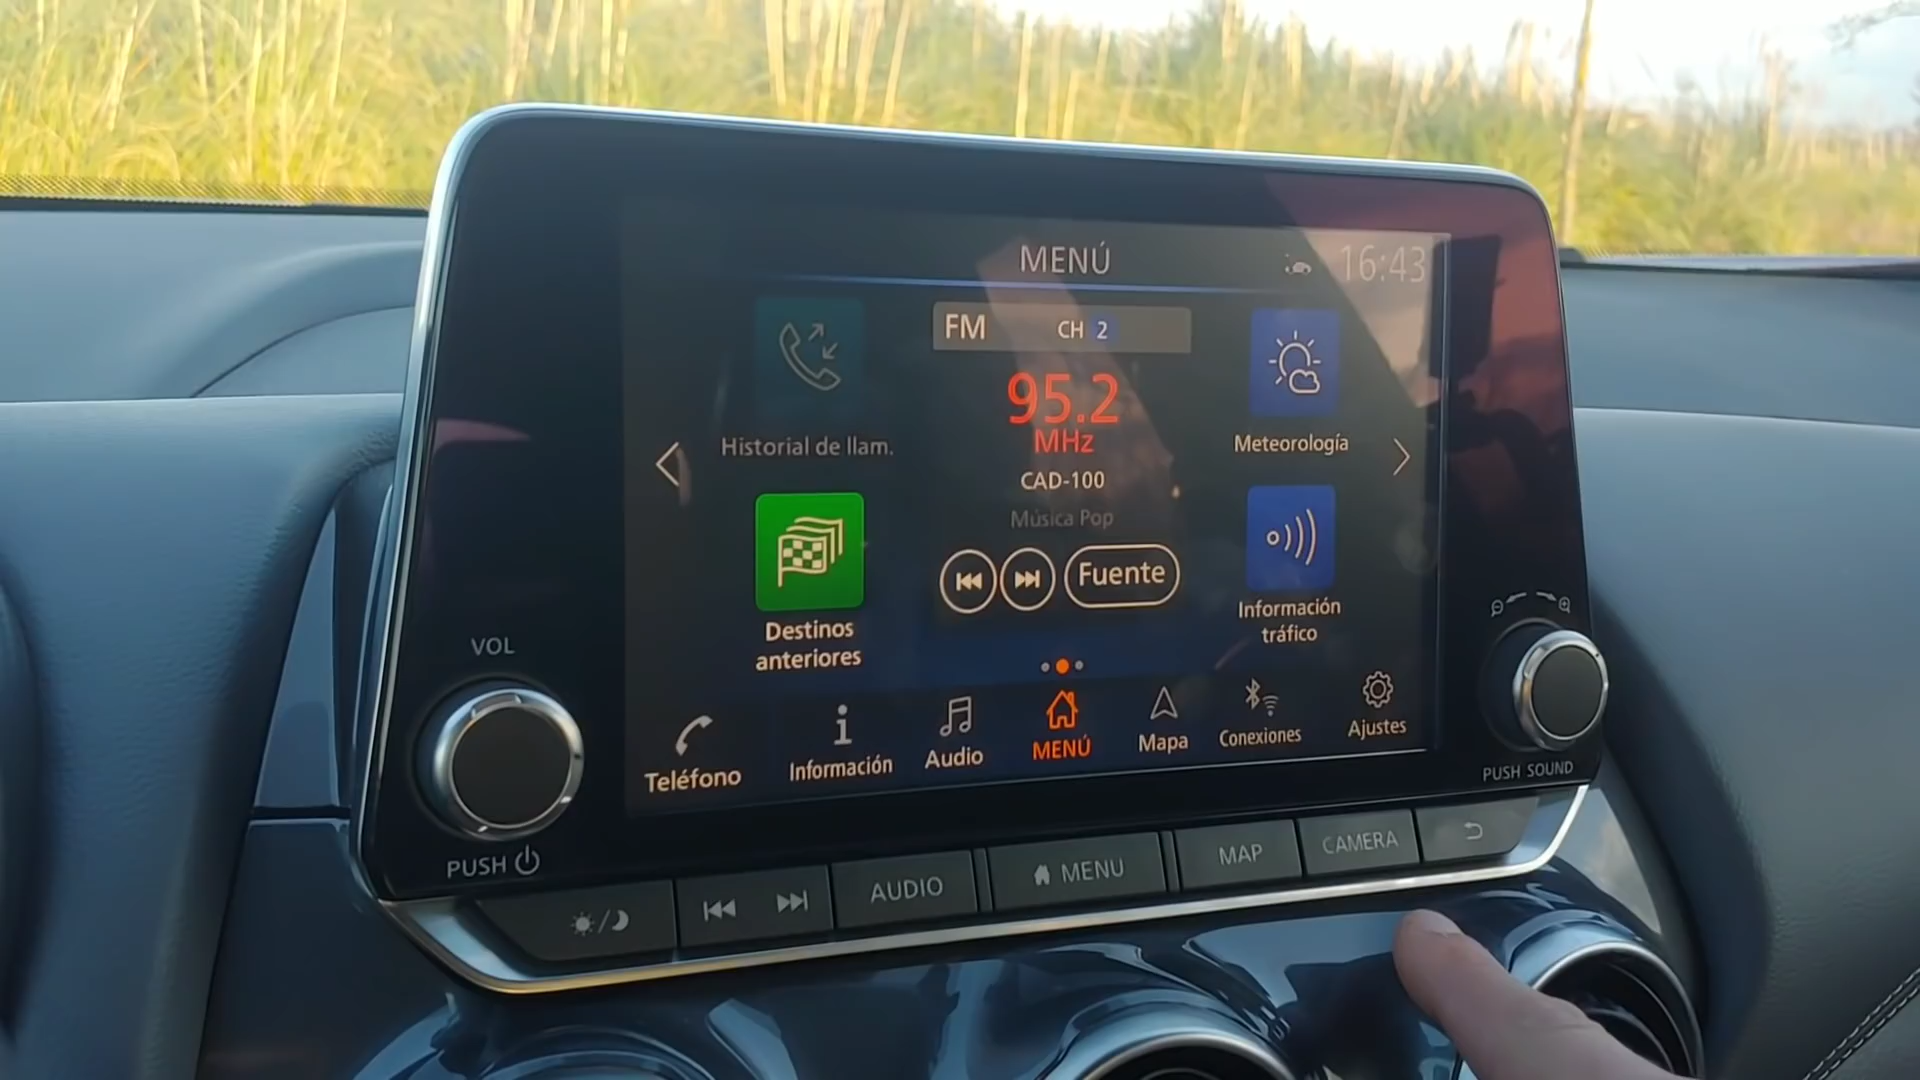 MENÚ
16:43
FM
CH 2
95.2
MHz
CAD-100
Música Pop
Fuente
Historial de llam.
Destinos
anteriores
Meteorología
Información
tráfico
Teléfono
Información
Audio
MENÚ
Mapa
Conexiones
Ajustes
VOL
PUSH
PUSH SOUND
AUDIO
MENU
MAP
CAMERA